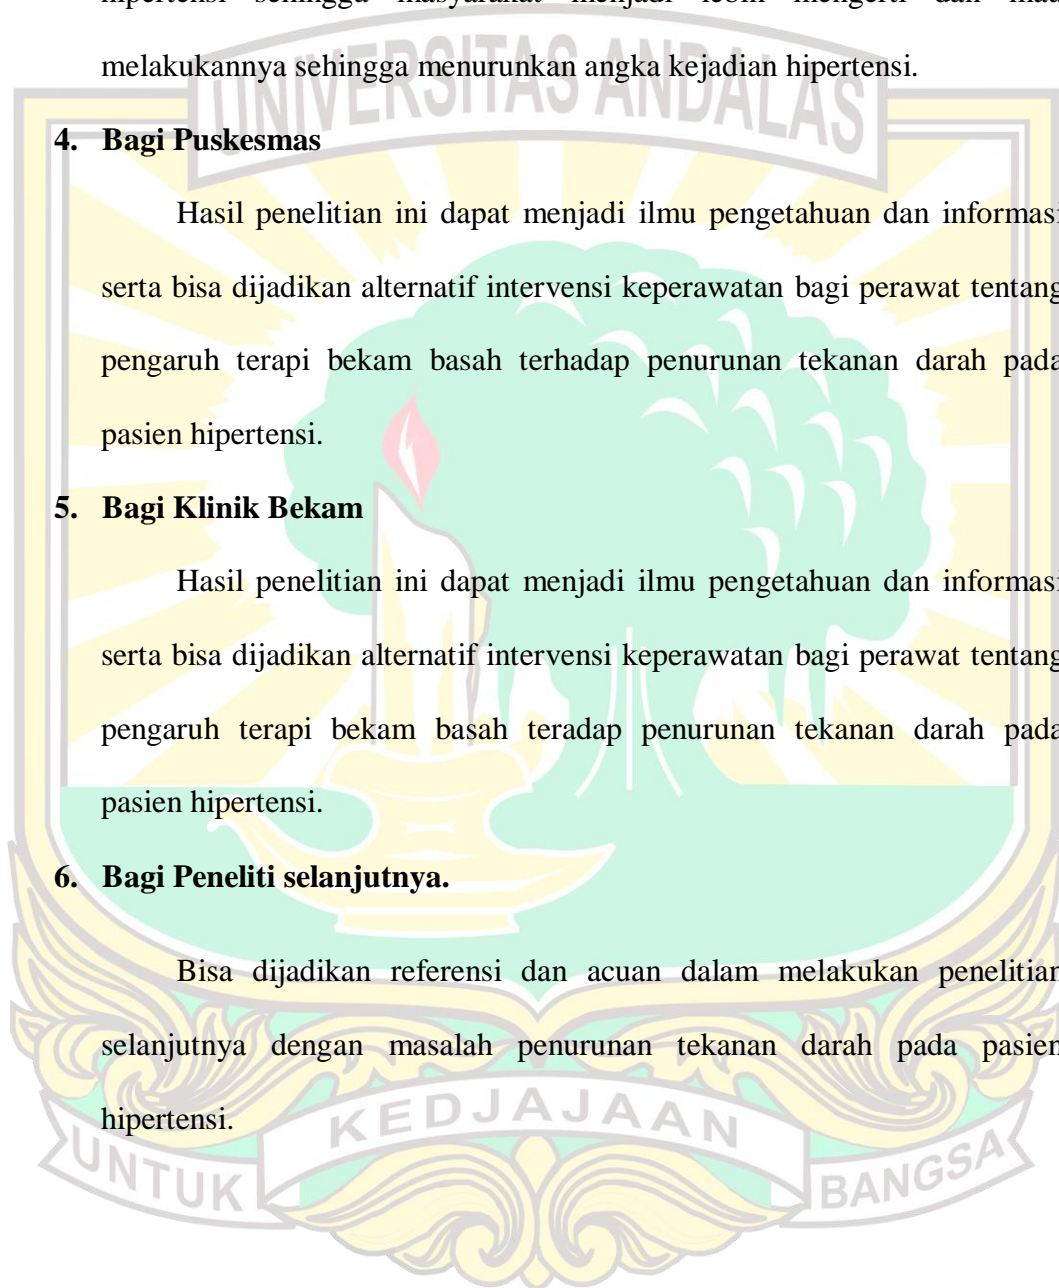 hipertensi sehingga masyarakat menjadi lebih mengerti dan mau
melakukannya sehingga menurunkan angka kejadian hipertensi.
4. Bagi Puskesmas
Hasil penelitian ini dapat menjadi ilmu pengetahuan dan informasi
serta bisa dijadikan alternatif intervensi keperawatan bagi perawat tentang
pengaruh terapi bekam basah terhadap penurunan tekanan darah pada
pasien hipertensi.
5. Bagi Klinik Bekam
Hasil penelitian ini dapat menjadi ilmu pengetahuan dan informasi
serta bisa dijadikan alternatif intervensi keperawatan bagi perawat tentang
pengaruh terapi bekam basah teradap penurunan tekanan darah pada
pasien hipertensi.
6. Bagi Peneliti selanjutnya.
Bisa dijadikan referensi dan acuan dalam melakukan penelitian
selanjutnya dengan masalah penurunan tekanan darah pada pasien
hipertensi.
UNIVERSITAS ANDALAS
UNTUK KEDJAJAAN BANGSA